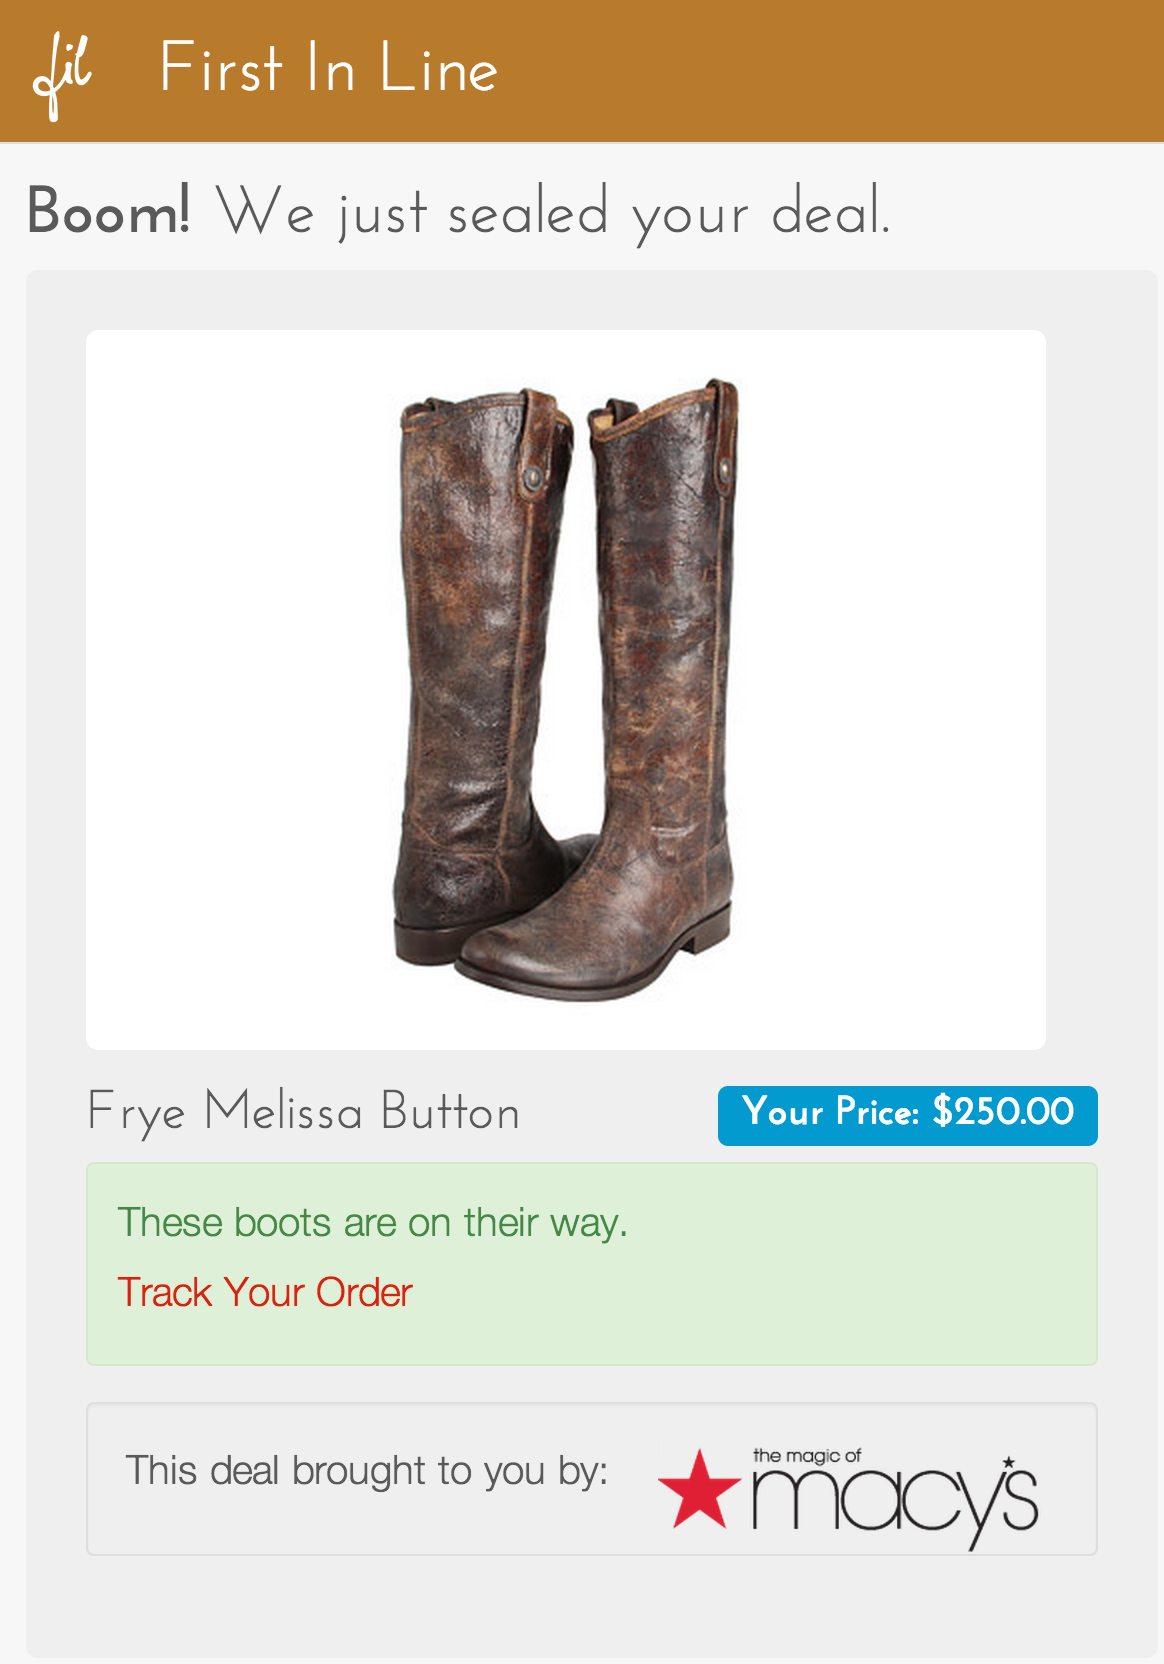 fil First In Line
Boom! We just sealed your deal.
Frye Melissa Button
Your Price: $250.00
These boots are on their way.
Track Your Order
This deal brought to you by:
the magic of
macy's